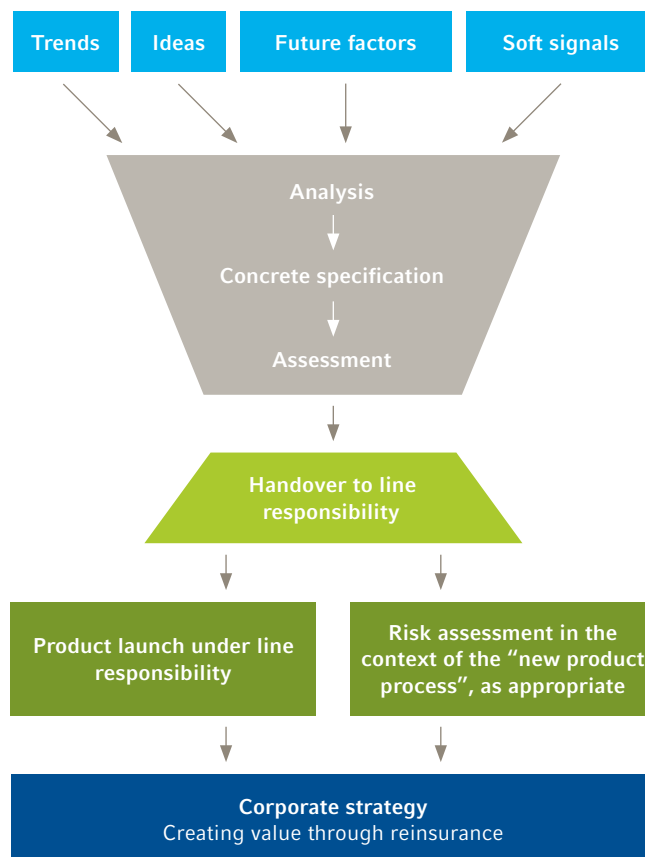 Trends
Ideas
Future factors
Soft signals
Analysis
Concrete specification
Assessment
Handover to line
responsibility
Product launch under line
responsibility
Risk assessment in the
context of the “new product
process”, as appropriate
Corporate strategy
Creating value through reinsurance